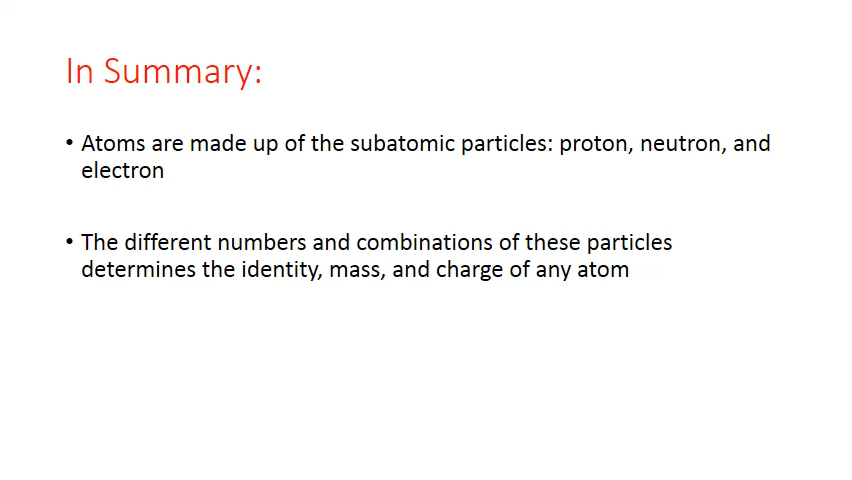 In Summary:
• Atoms are made up of the subatomic particles: proton, neutron, and
electron
• The different numbers and combinations of these particles
determines the identity, mass, and charge of any atom